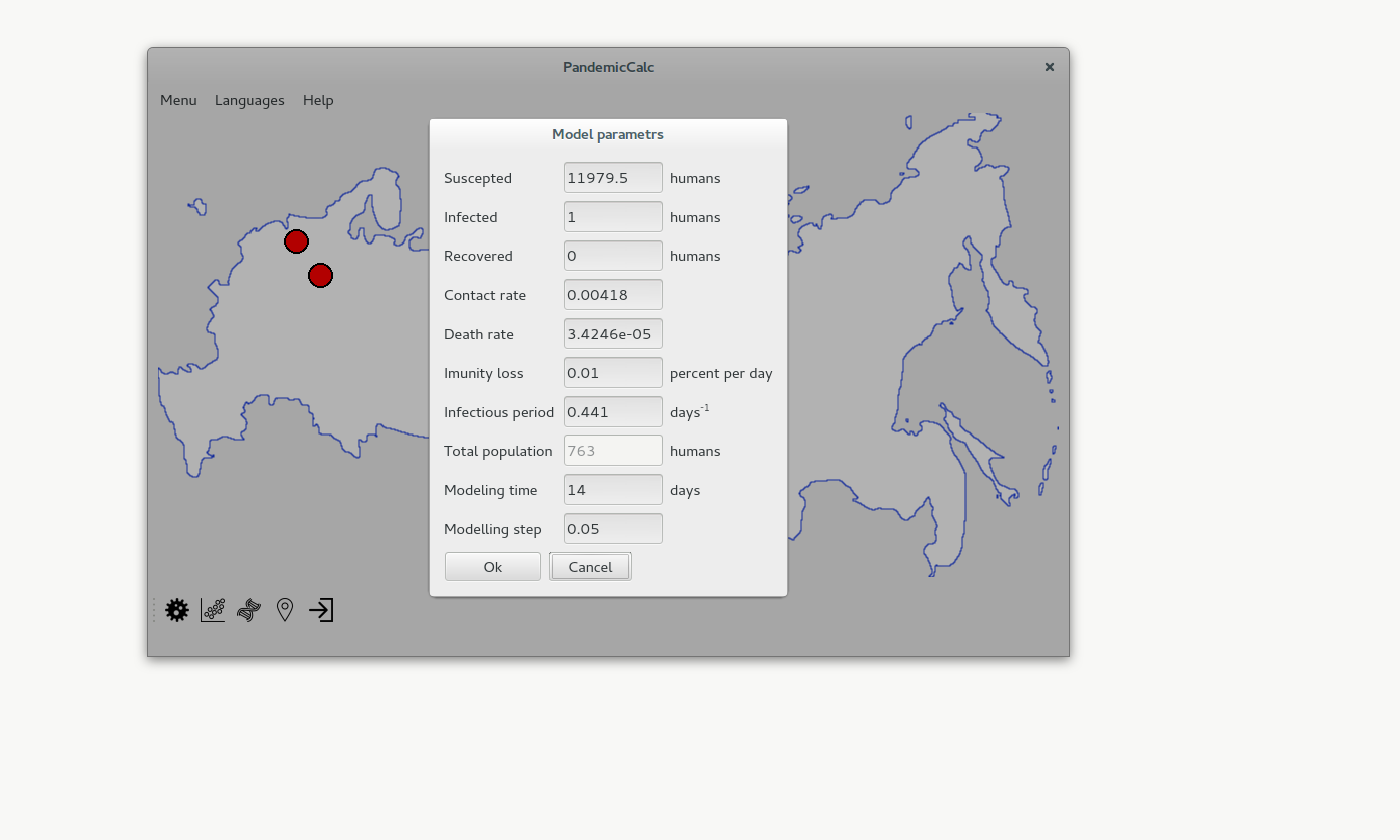 PandemicCalc
Menu Languages Help
Model parametrs
Suscepted 11979.5 humans
Infected 1 humans
Recovered 0 humans
Contact rate 0.00418
Death rate 3.4246e-05
Imunity loss 0.01 percent per day
Infectious period 0.441 days⁻¹
Total population 763 humans
Modeling time 14 days
Modelling step 0.05
Ok Cancel